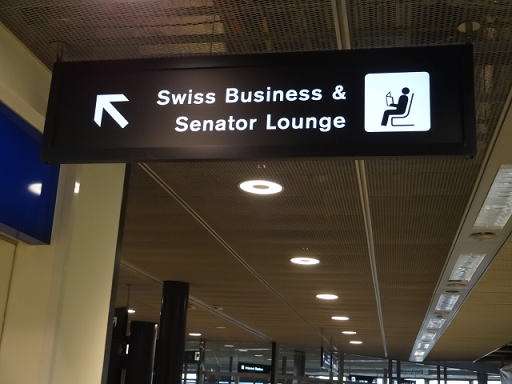 Swiss Business &
Senator Lounge